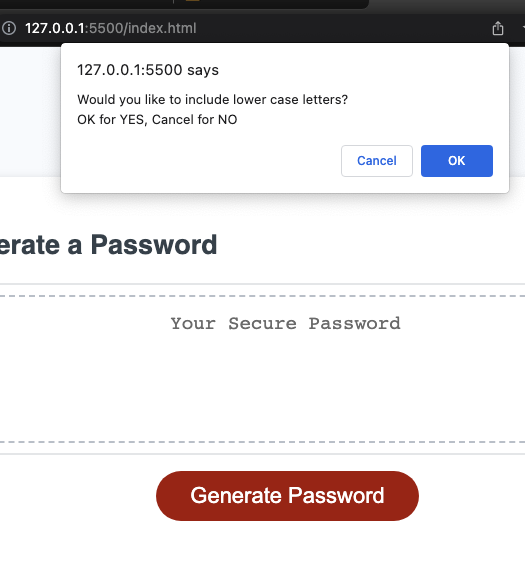 127.0.0.1:5500/index.html
127.0.0.1:5500 says
Would you like to include lower case letters?
OK for YES, Cancel for NO
Cancel
OK
erate a Password
Your Secure Password
Generate Password